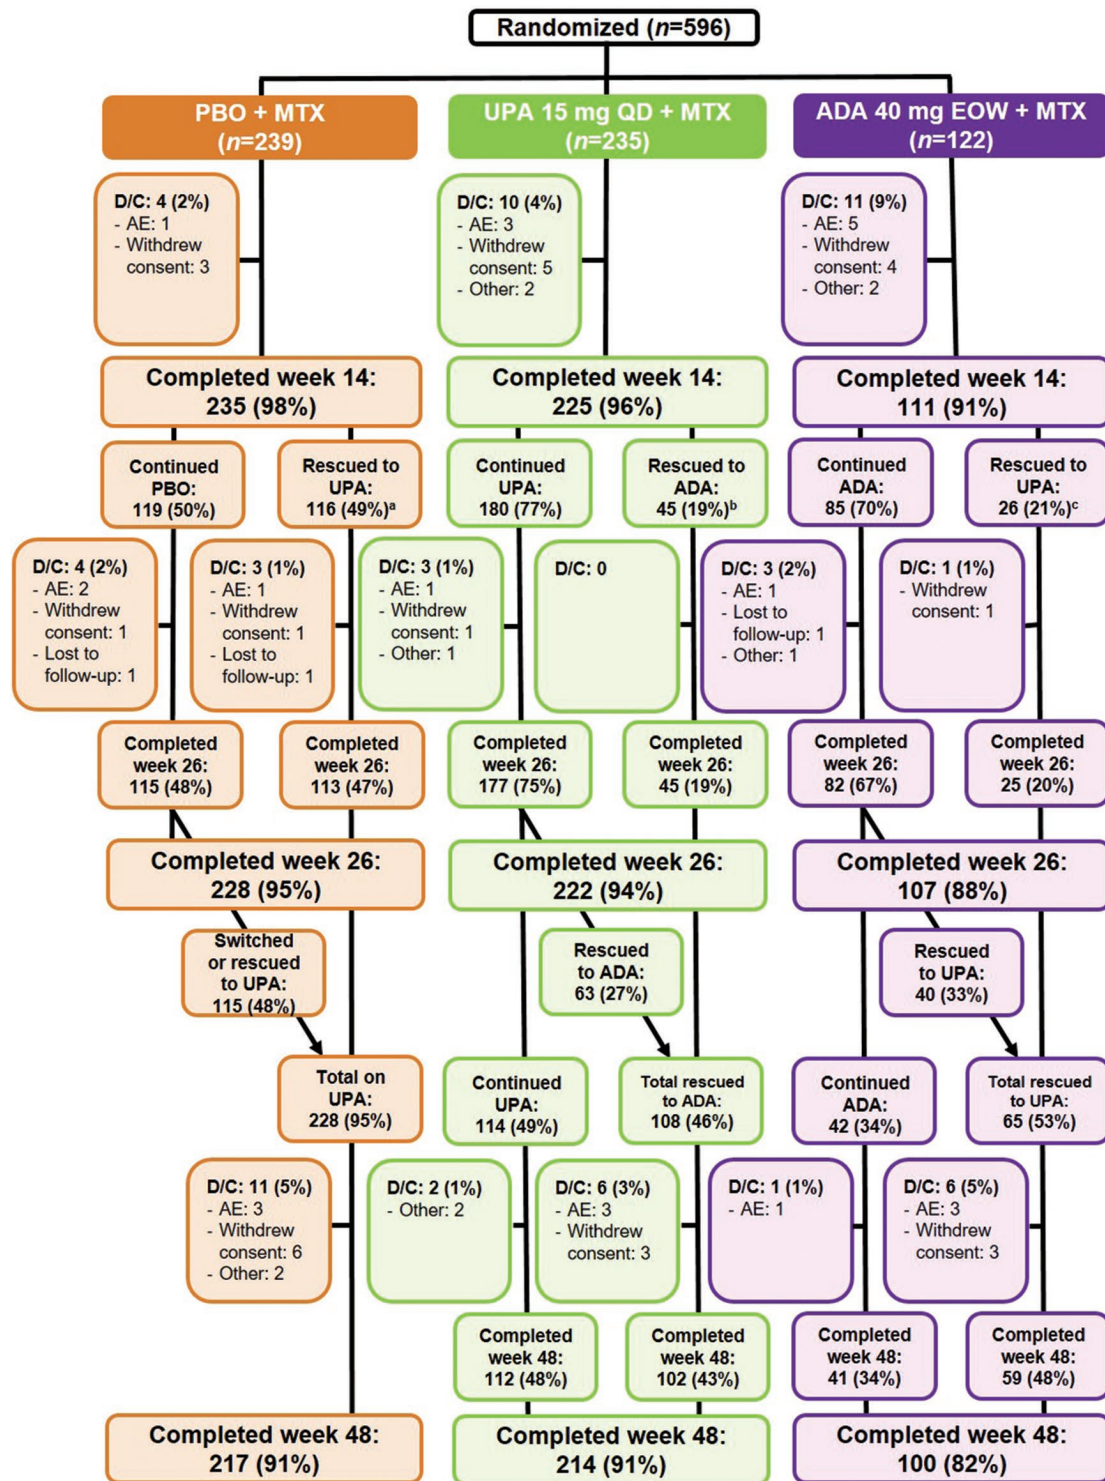 Randomized (n=596)
PBO + MTX
(n=239)
UPA 15 mg QD + MTX
(n=235)
ADA 40 mg EOW + MTX
(n=122)
D/C: 4 (2%)
- AE: 1
- Withdrew
consent: 3
D/C: 10 (4%)
- AE: 3
- Withdrew
consent: 5
- Other: 2
D/C: 11 (9%)
- AE: 5
- Withdrew
consent: 4
- Other: 2
Completed week 14:
235 (98%)
Completed week 14:
225 (96%)
Completed week 14:
111 (91%)
Continued
PBO:
119 (50%)
Rescued to
UPA:
116 (49%)a
Continued
UPA:
180 (77%)
Rescued to
ADA:
45 (19%)b
Continued
ADA:
85 (70%)
Rescued to
UPA:
26 (21%)c
D/C: 4 (2%)
- AE: 2
- Withdrew
consent: 1
- Lost to
follow-up: 1
D/C: 3 (1%)
- AE: 1
- Withdrew
consent: 1
- Lost to
follow-up: 1
D/C: 3 (1%)
- AE: 1
- Withdrew
consent: 1
- Other: 1
D/C: 0
D/C: 3 (2%)
- AE: 1
- Lost to
follow-up: 1
- Other: 1
D/C: 1 (1%)
- Withdrew
consent: 1
Completed
week 26:
115 (48%)
Completed
week 26:
113 (47%)
Completed
week 26:
177 (75%)
Completed
week 26:
45 (19%)
Completed
week 26:
82 (67%)
Completed
week 26:
25 (20%)
Completed week 26:
228 (95%)
Completed week 26:
222 (94%)
Completed week 26:
107 (88%)
Switched
or rescued
to UPA:
115 (48%)
Rescued
to ADA:
63 (27%)
Rescued
to UPA:
40 (33%)
Total on
UPA:
228 (95%)
Continued
UPA:
114 (49%)
Total rescued
to ADA:
108 (46%)
Continued
ADA:
42 (34%)
Total rescued
to UPA:
65 (53%)
D/C: 11 (5%)
- AE: 3
- Withdrew
consent: 6
- Other: 2
D/C: 2 (1%)
- Other: 2
D/C: 6 (3%)
- AE: 3
- Withdrew
consent: 3
D/C: 1 (1%)
- AE: 1
D/C: 6 (5%)
- AE: 3
- Withdrew
consent: 3
Completed
week 48:
112 (48%)
Completed
week 48:
102 (43%)
Completed
week 48:
41 (34%)
Completed
week 48:
59 (48%)
Completed week 48:
217 (91%)
Completed week 48:
214 (91%)
Completed week 48:
100 (82%)